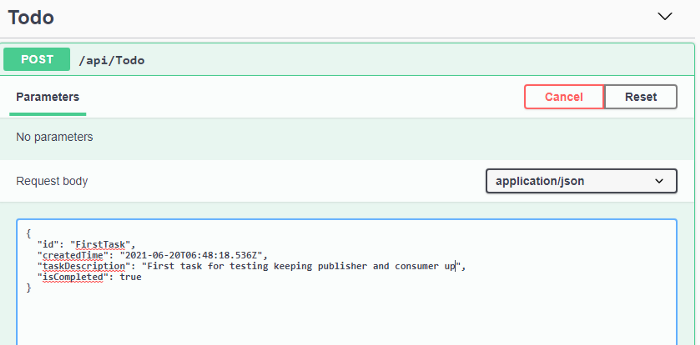 Todo
POST /api/Todo
Parameters Cancel Reset
No parameters
Request body application/json
{
"id": "FirstTask",
"createdTime": "2021-06-20T06:48:18.536Z",
"taskDescription": "First task for testing keeping publisher and consumer up",
"isCompleted": true
}